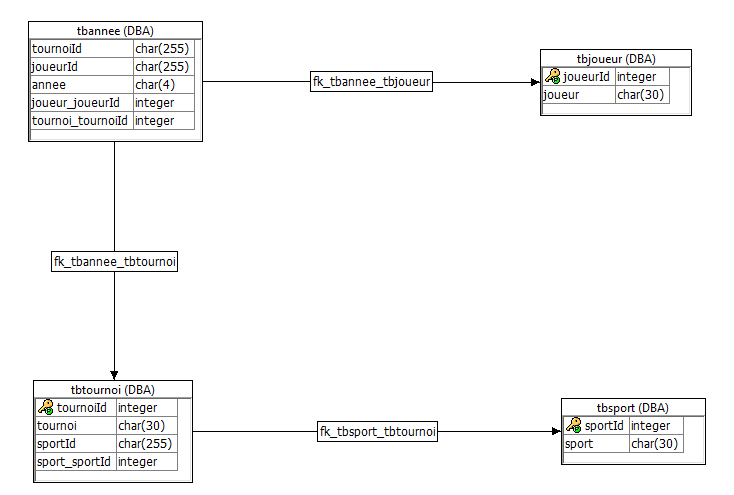 tbannee (DBA)
tournoiId char(255)
joueurId char(255)
annee char(4)
joueur_joueurId integer
tournoi_tournoiId integer
fk_tbannee_tbjoueur
tbjoueur (DBA)
joueurId integer
joueur char(30)
fk_tbannee_tbtournoi
tbtournoi (DBA)
tournoiId integer
tournoi char(30)
sportId char(255)
sport_sportId integer
fk_tbsport_tbtournoi
tbsport (DBA)
sportId integer
sport char(30)